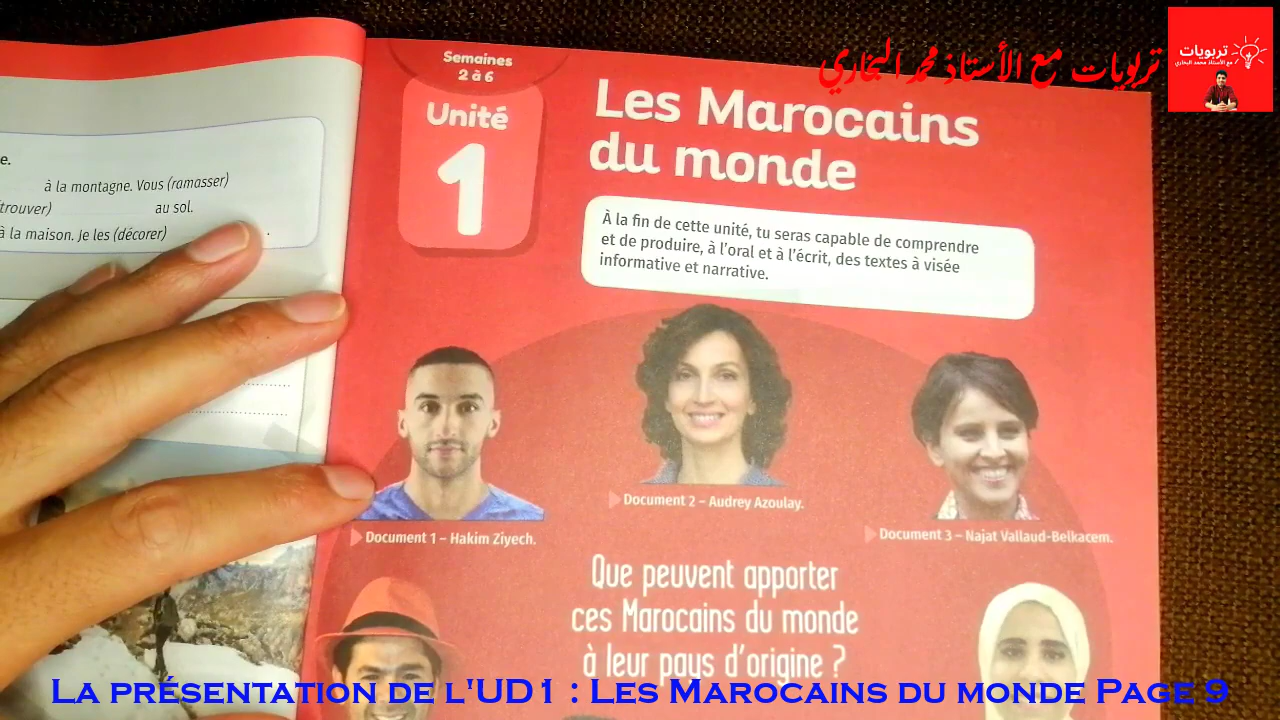 تربويات مع الأستاذ محمد البخاري
تربويات
مع الأستاذ محمد البخاري
e.
à la montagne. Vous (ramasser)
trouver) au sol.
à la maison. Je les (décorer) .
Semaines
2 à 6
Unité
1
Les Marocains
du monde
À la fin de cette unité, tu seras capable de comprendre
et de produire, à l'oral et à l'écrit, des textes à visée
informative et narrative.
Document 1 – Hakim Ziyech.
Document 2 – Audrey Azoulay.
Document 3 – Najat Vallaud-Belkacem.
Que peuvent apporter
ces Marocains du monde
à leur pays d'origine ?
La présentation de l'UD1 : Les Marocains du monde Page 9